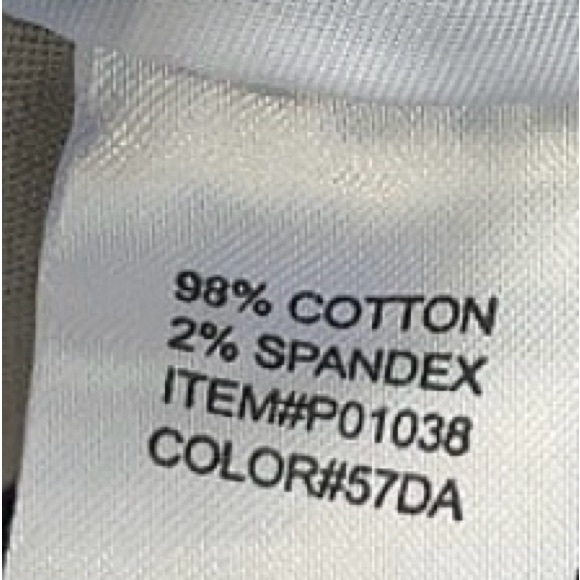 98% COTTON
2% SPANDEX
ITEM#P01038
COLOR#57DA